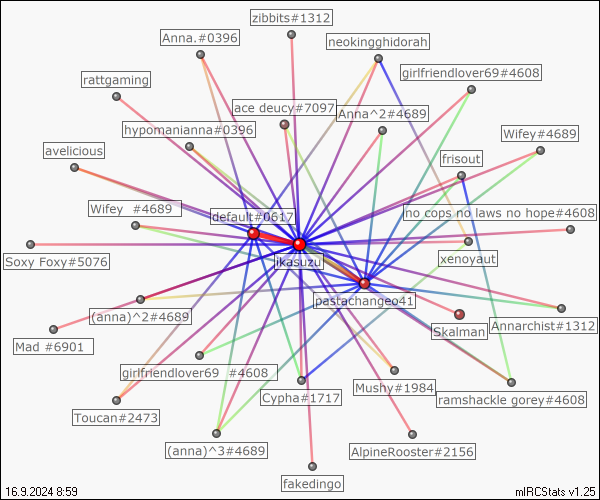 zibbits#1312
Anna.#0396
neokingghidorah
rattgaming
girlfriendlover69#4608
ace deucy#7097
Anna^2#4689
hypomanianna#0396
Wifey#4689
avelicious
frisout
Wifey  #4689
default#0617
no cops no laws no hope#4608
Soxy Foxy#5076
jkasuzu
xenoyaut
pastachangeo41
(anna)^2#4689
Skalman
Annarchist#1312
Mad #6901
girlfriendlover69  #4608
Cypha#1717
Mushy#1984
ramshackle gorey#4608
Toucan#2473
(anna)^3#4689
AlpineRooster#2156
fakedingo
16.9.2024 8:59
mIRCStats v1.25